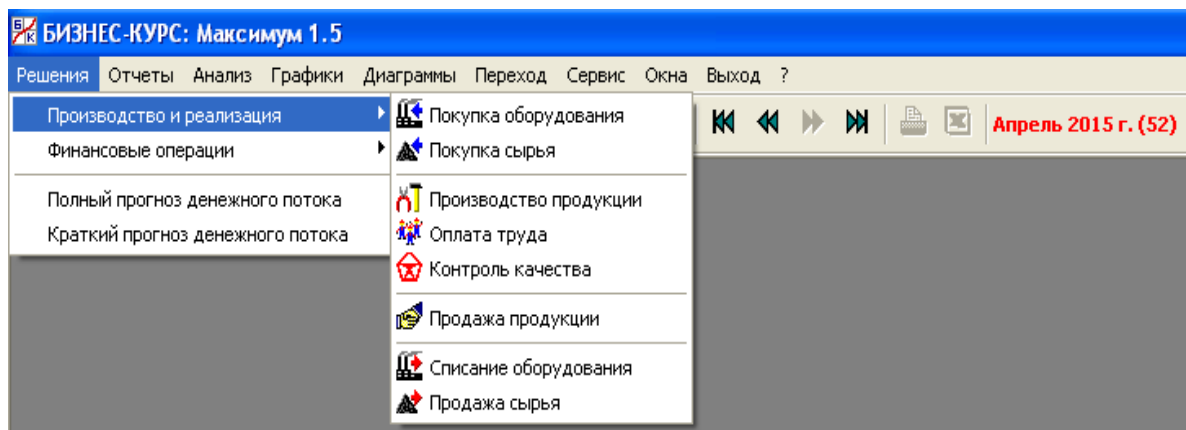 БК БИЗНЕС-КУРС: Максимум 1.5
Решения Отчеты Анализ Графики Диаграммы Переход Сервис Окна Выход ?
Апрель 2015 г. (52)
Производство и реализация
Финансовые операции
Полный прогноз денежного потока
Краткий прогноз денежного потока
Покупка оборудования
Покупка сырья
Производство продукции
Оплата труда
Контроль качества
Продажа продукции
Списание оборудования
Продажа сырья